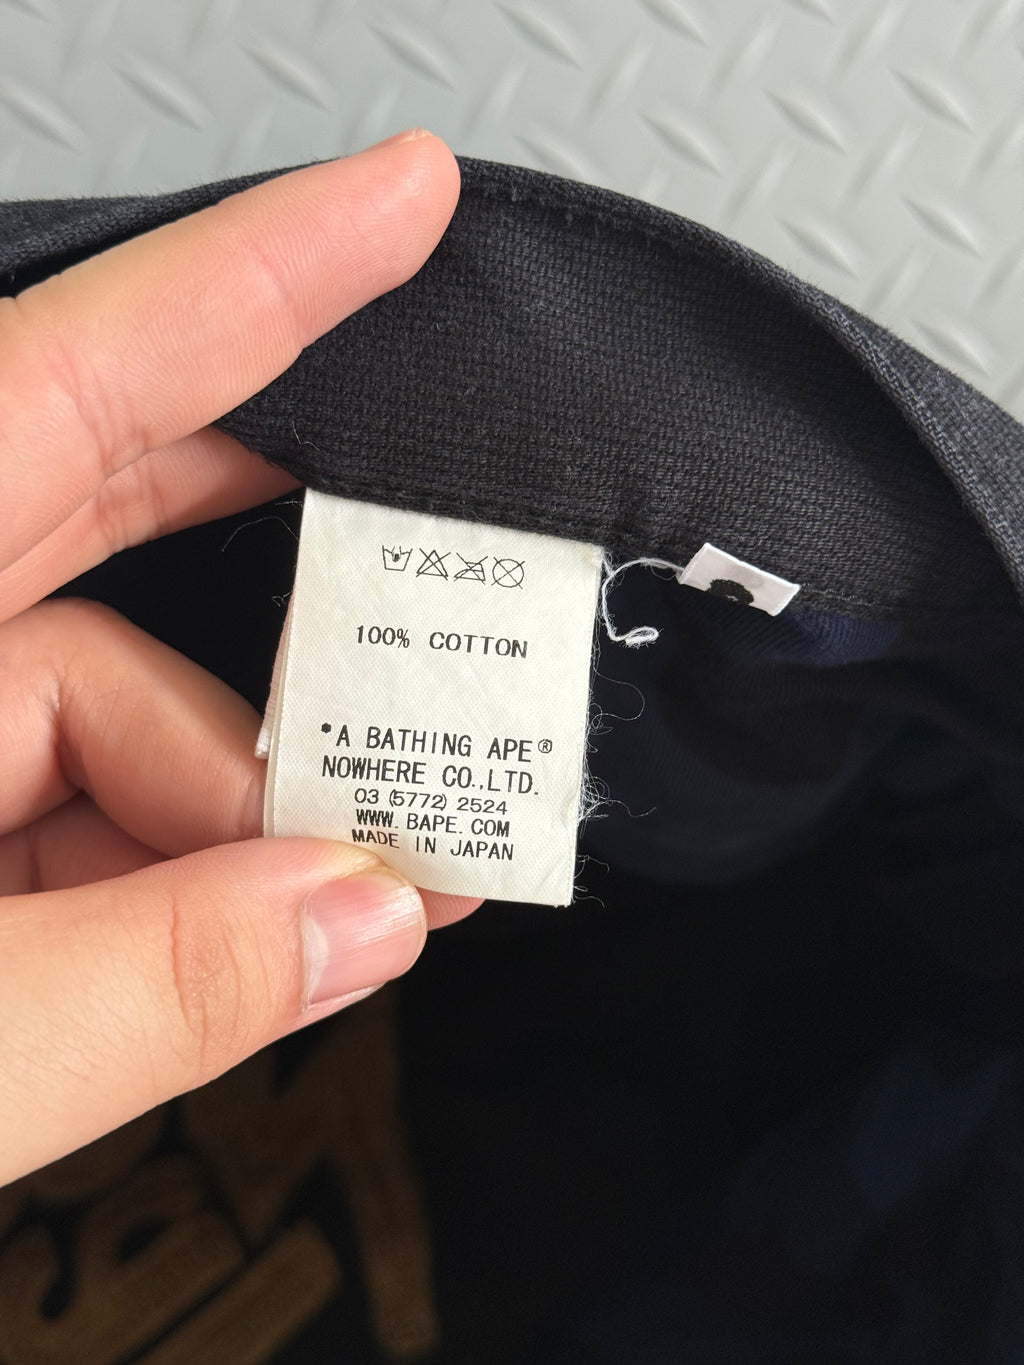 100% COTTON
*A BATHING APE®
NOWHERE CO.,LTD.
03 (5772) 2524
WWW. BAPE. COM
MADE IN JAPAN